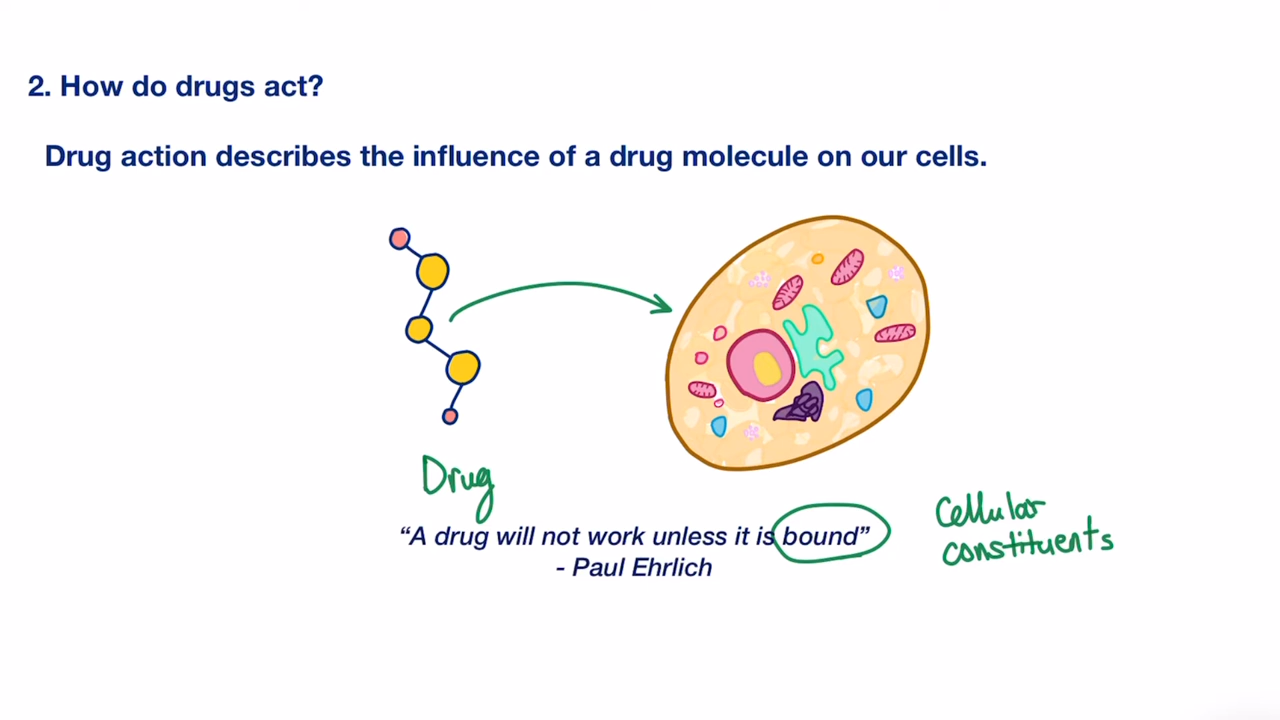 2. How do drugs act?
Drug action describes the influence of a drug molecule on our cells.
Drug
“A drug will not work unless it is bound”
- Paul Ehrlich
Cellular
constituents